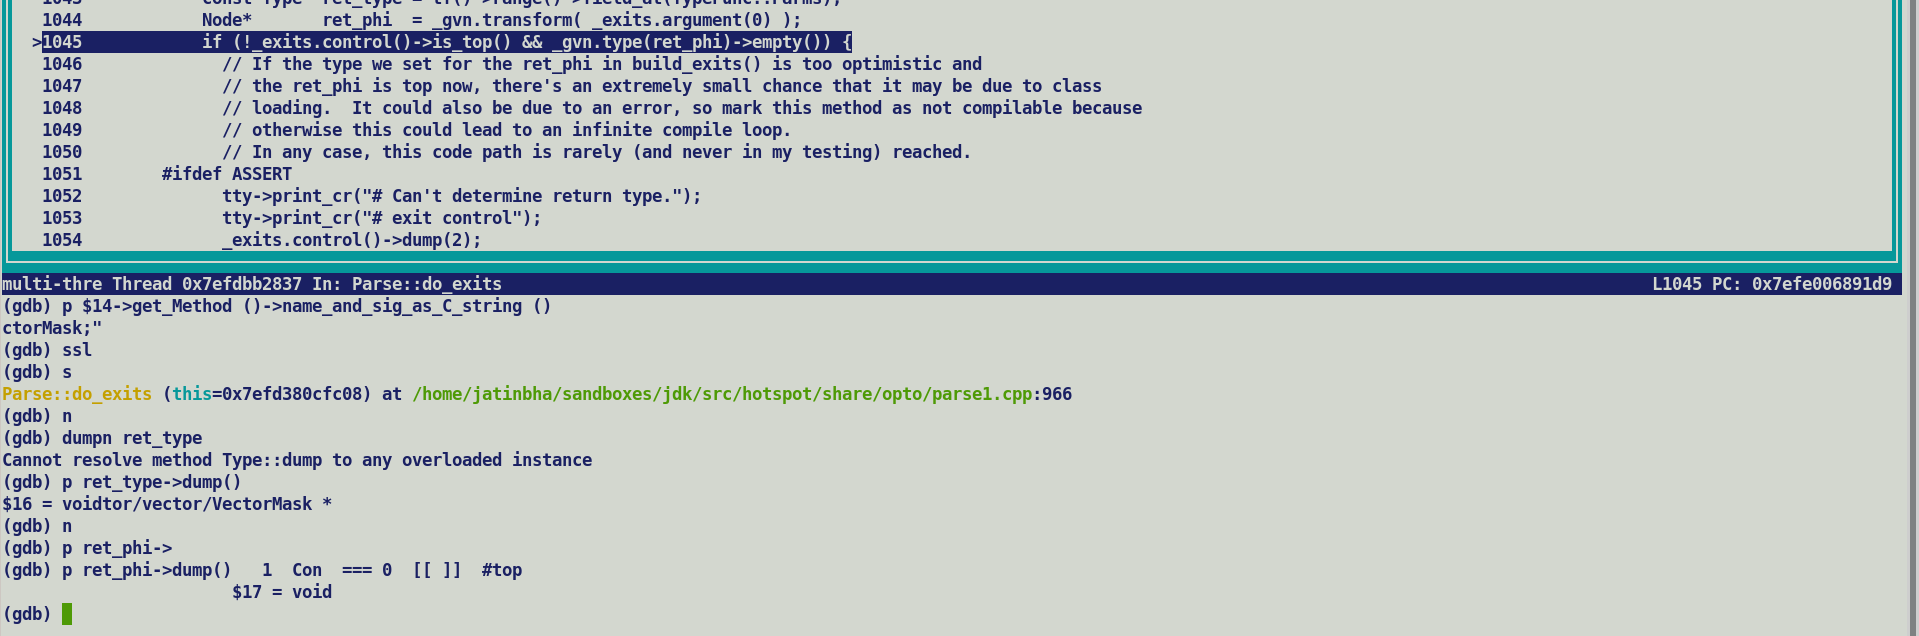 1043            const Type* ret_type = tf()->range()->field_at(TypeFunc::Parms);
1044            Node*       ret_phi  = _gvn.transform( _exits.argument(0) );
>1045            if (!_exits.control()->is_top() && _gvn.type(ret_phi)->empty()) {
1046              // If the type we set for the ret_phi in build_exits() is too optimistic and
1047              // the ret_phi is top now, there's an extremely small chance that it may be due to class
1048              // loading.  It could also be due to an error, so mark this method as not compilable because
1049              // otherwise this could lead to an infinite compile loop.
1050              // In any case, this code path is rarely (and never in my testing) reached.
1051        #ifdef ASSERT
1052              tty->print_cr("# Can't determine return type.");
1053              tty->print_cr("# exit control");
1054              _exits.control()->dump(2);
multi-thre Thread 0x7efdbb2837 In: Parse::do_exits L1045 PC: 0x7efe006891d9
(gdb) p $14->get_Method ()->name_and_sig_as_C_string ()
ctorMask;"
(gdb) ssl
(gdb) s
Parse::do_exits (this=0x7efd380cfc08) at /home/jatinbha/sandboxes/jdk/src/hotspot/share/opto/parse1.cpp:966
(gdb) n
(gdb) dumpn ret_type
Cannot resolve method Type::dump to any overloaded instance
(gdb) p ret_type->dump()
$16 = voidtor/vector/VectorMask *
(gdb) n
(gdb) p ret_phi->
(gdb) p ret_phi->dump()   1  Con  === 0  [[ ]]  #top
$17 = void
(gdb)